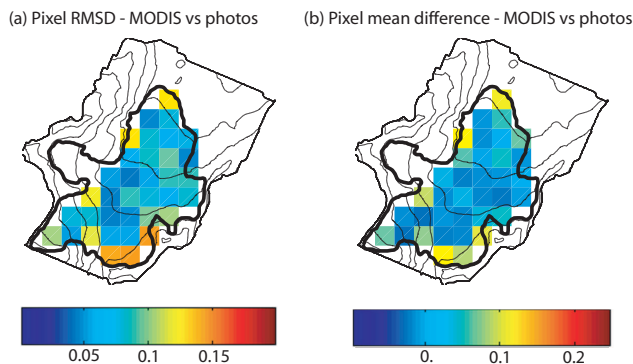 (a) Pixel RMSD - MODIS vs photos
(b) Pixel mean difference - MODIS vs photos
0.05 0.1 0.15
0. 0.1 0.2